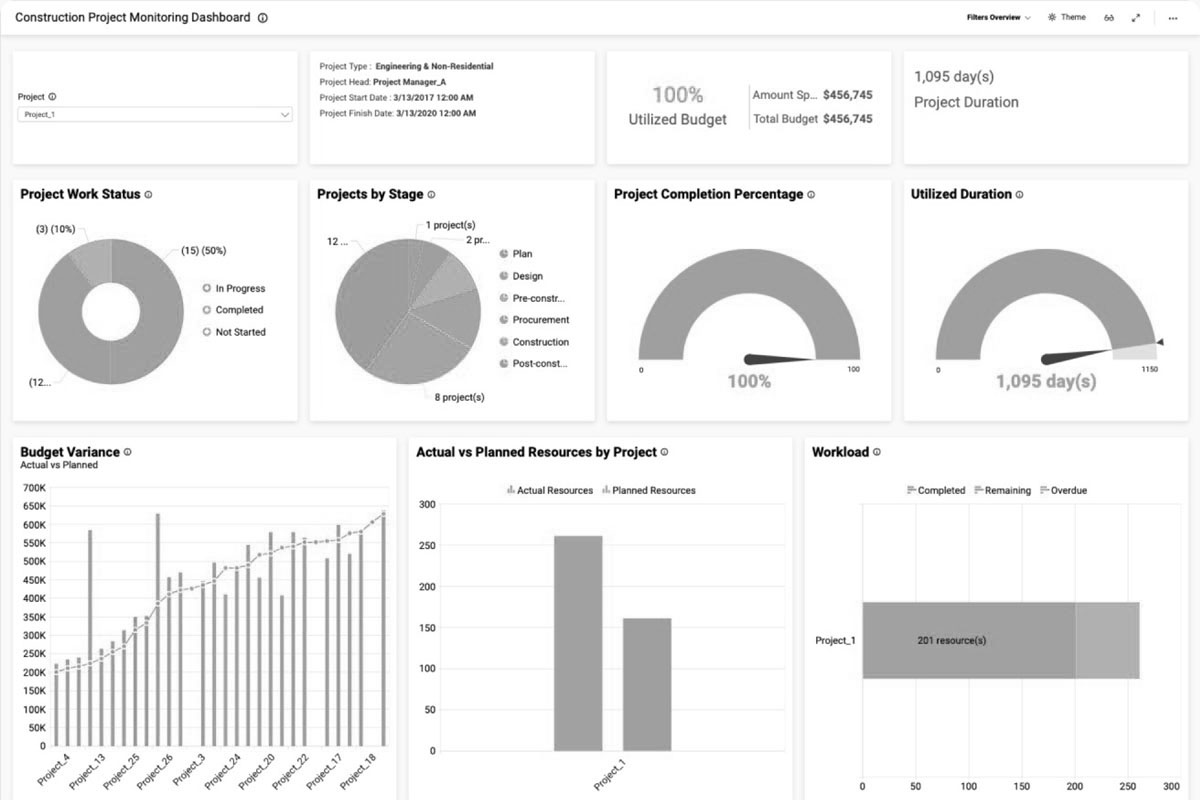 Construction Project Monitoring Dashboard
Filters Overview
Theme
Project
Project_1
Project Type : Engineering & Non-Residential
Project Head: Project Manager_A
Project Start Date : 3/13/2017 12:00 AM
Project Finish Date: 3/13/2020 12:00 AM
100%
Utilized Budget
Amount Sp... $456,745
Total Budget $456,745
1,095 day(s)
Project Duration
Project Work Status
(3) (10%)
(15) (50%)
(12...
In Progress
Completed
Not Started
Projects by Stage
1 project(s)
2 pr...
12 ...
8 project(s)
Plan
Design
Pre-constr...
Procurement
Construction
Post-const...
Project Completion Percentage
0
100
100%
Utilized Duration
0
1150
1,095 day(s)
Budget Variance
Actual vs Planned
700K
650K
600K
550K
500K
450K
400K
350K
300K
250K
200K
150K
100K
50K
0
Project_4
Project_13
Project_25
Project_26
Project_3
Project_24
Project_20
Project_22
Project_17
Project_18
Actual vs Planned Resources by Project
Actual Resources Planned Resources
300
250
200
150
100
50
0
Project_1
Workload
Completed Remaining Overdue
Project_1
201 resource(s)
0 50 100 150 200 250 300